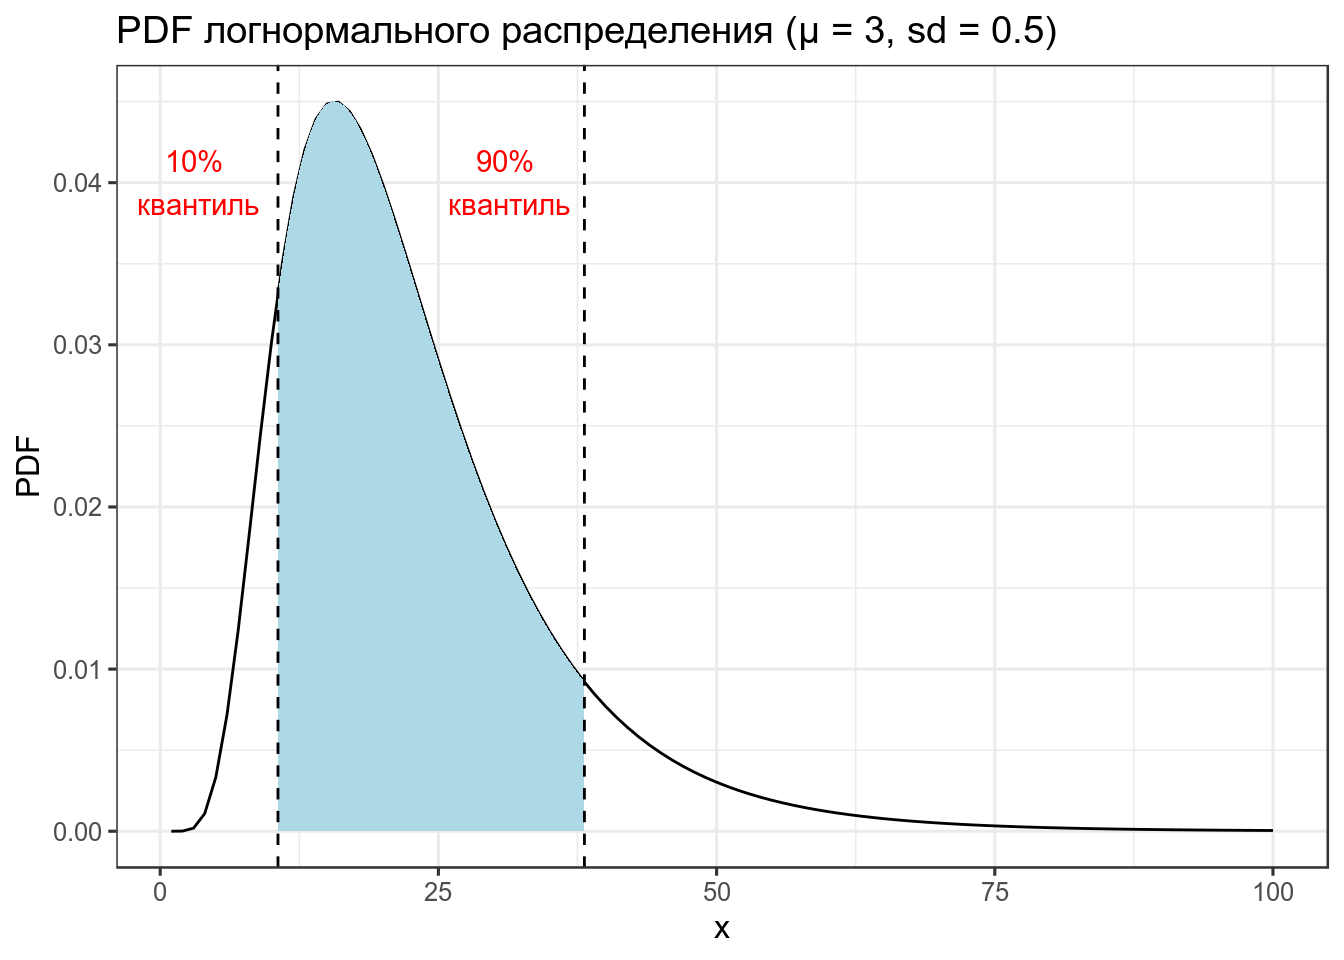 PDF логнормального распределения (μ = 3, sd = 0.5)
10%
квантиль
90%
квантиль
0.04
0.03
0.02
0.01
0.00
PDF
0
25
50
75
100
x